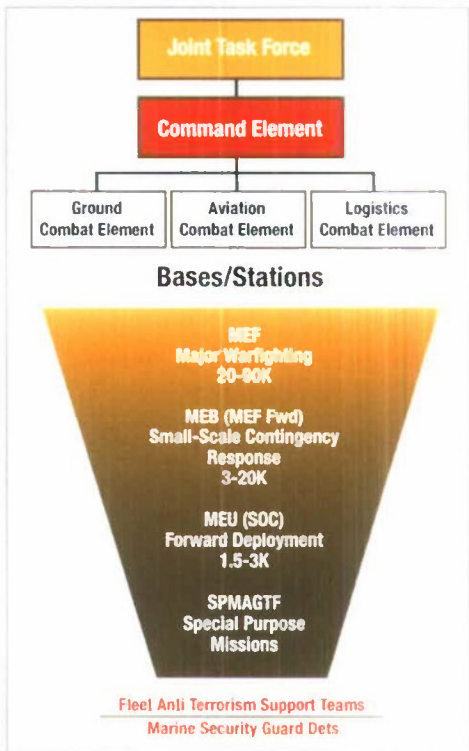 Joint Task Force
Command Element
Ground
Combat Element
Aviation
Combat Element
Logistics
Combat Element
Bases/Stations
MEF
Major Warfighting
20-90K
MEB (MEF Fwd)
Small-Scale Contingency
Response
3-20K
MEU (SOC)
Forward Deployment
1.5-3K
SPMAGTF
Special Purpose
Missions
Fleet Anti Terrorism Support Teams
Marine Security Guard Dets